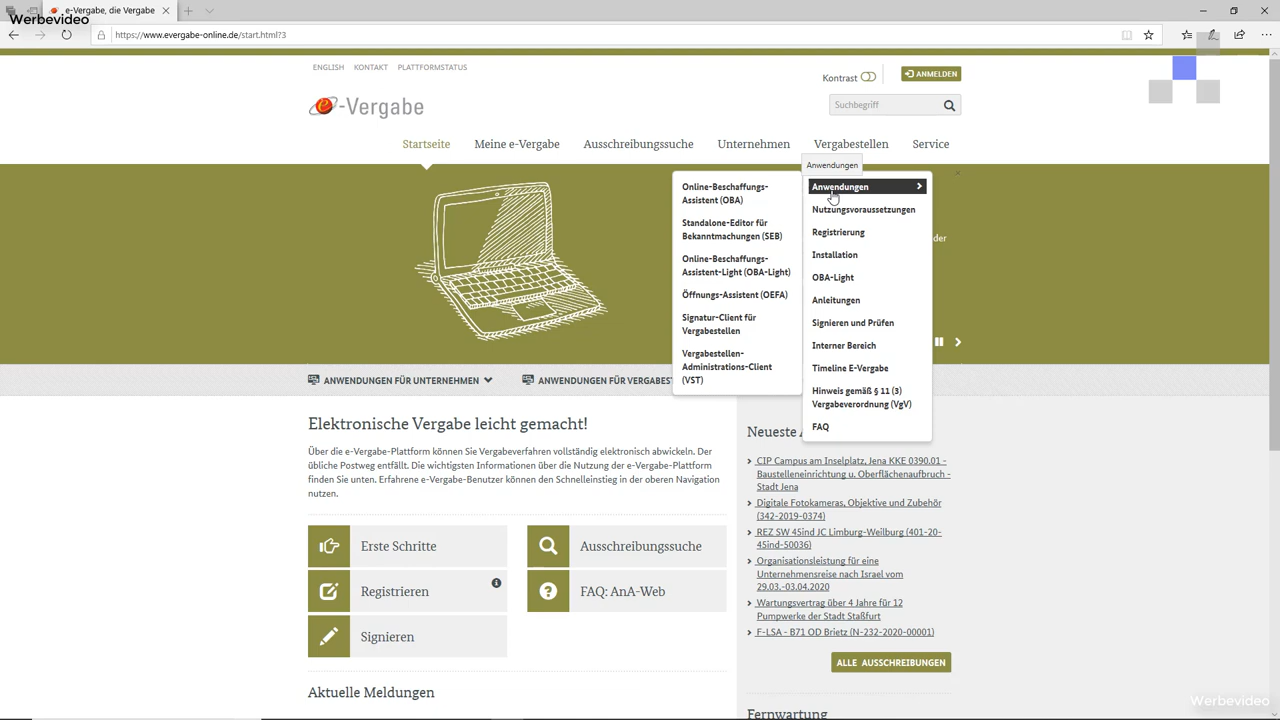 Werbevideo
e-Vergabe, die Vergabe
https://www.evergabe-online.de/start.html?3
ENGLISH KONTAKT PLATTFORMSTATUS
Kontrast
ANMELDEN
e-Vergabe
Suchbegriff
Startseite Meine e-Vergabe Ausschreibungssuche Unternehmen Vergabestellen Service
Anwendungen
Online-Beschaffungs-
Assistent (OBA)
Standalone-Editor für
Bekanntmachungen (SEB)
Online-Beschaffungs-
Assistent-Light (OBA-Light)
Öffnungs-Assistent (OEFA)
Signatur-Client für
Vergabestellen
Vergabestellen-
Administrations-Client
(VST)
Anwendungen
Nutzungsvoraussetzungen
Registrierung
Installation
OBA-Light
Anleitungen
Signieren und Prüfen
Interner Bereich
Timeline E-Vergabe
Hinweis gemäß § 11 (3)
Vergabeverordnung (VgV)
FAQ
der
ANWENDUNGEN FÜR UNTERNEHMEN
ANWENDUNGEN FÜR VERGABEST
Elektronische Vergabe leicht gemacht!
Über die e-Vergabe-Plattform können Sie Vergabeverfahren vollständig elektronisch abwickeln. Der
übliche Postweg entfällt. Die wichtigsten Informationen über die Nutzung der e-Vergabe-Plattform
finden Sie unten. Erfahrene e-Vergabe-Benutzer können den Schnelleinstieg in der oberen Navigation
nutzen.
Erste Schritte
Ausschreibungssuche
Registrieren
FAQ: AnA-Web
Signieren
Aktuelle Meldungen
Neueste
CIP Campus am Inselplatz, Jena KKE 0390.01 -
Baustelleneinrichtung u. Oberflächenaufbruch -
Stadt Jena
Digitale Fotokameras, Objektive und Zubehör
(342-2019-0374)
REZ SW 45ind JC Limburg-Weilburg (401-20-
45ind-50036)
Organisationsleistung für eine
Unternehmensreise nach Israel vom
29.03.-03.04.2020
Wartungsvertrag über 4 Jahre für 12
Pumpwerke der Stadt Staßfurt
F-LSA - B71 OD Brietz (N-232-2020-00001)
ALLE AUSSCHREIBUNGEN
Fernwartung
Werbevideo